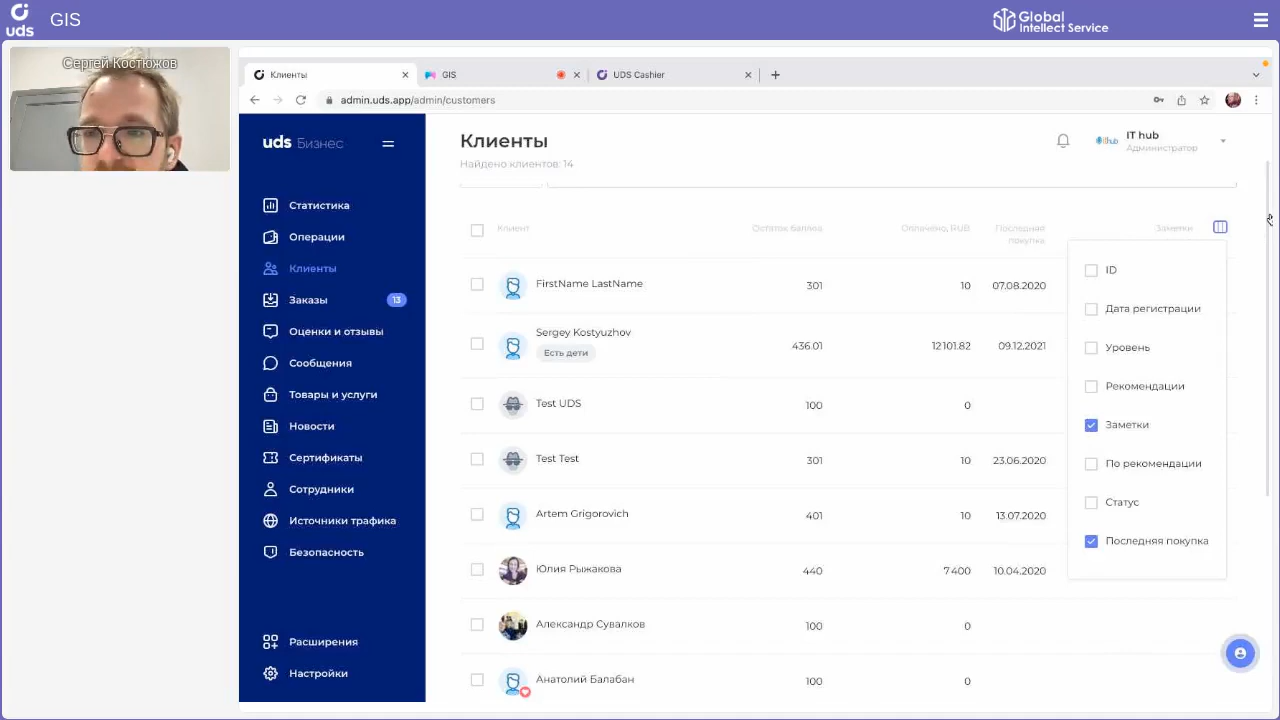 uds
GIS
Global
Intellect Service
Сергей Костюжов
Клиенты
GIS
UDS Cashier
admin.uds.app/admin/customers
uds Бизнес
Статистика
Операции
Клиенты
Заказы 13
Оценки и отзывы
Сообщения
Товары и услуги
Новости
Сертификаты
Сотрудники
Источники трафика
Безопасность
Расширения
Настройки
Клиенты
Найдено клиентов: 14
IT hub
Администратор
Клиент Остаток баллов Оплачено, (RUB) Последняя покупка Заметки
FirstName LastName 301 10 07.08.2020
Sergey Kostyuzhov 436.01 12 101.82 09.12.2021
Есть дети
Test UDS 100 0
Test Test 301 10 23.06.2020
Artem Grigorovich 401 10 13.07.2020
Юлия Рыжакова 440 7 400 10.04.2020
Александр Сувалков 100 0
Анатолий Балабан 100 0
ID
Дата регистрации
Уровень
Рекомендации
Заметки
По рекомендации
Статус
Последняя покупка